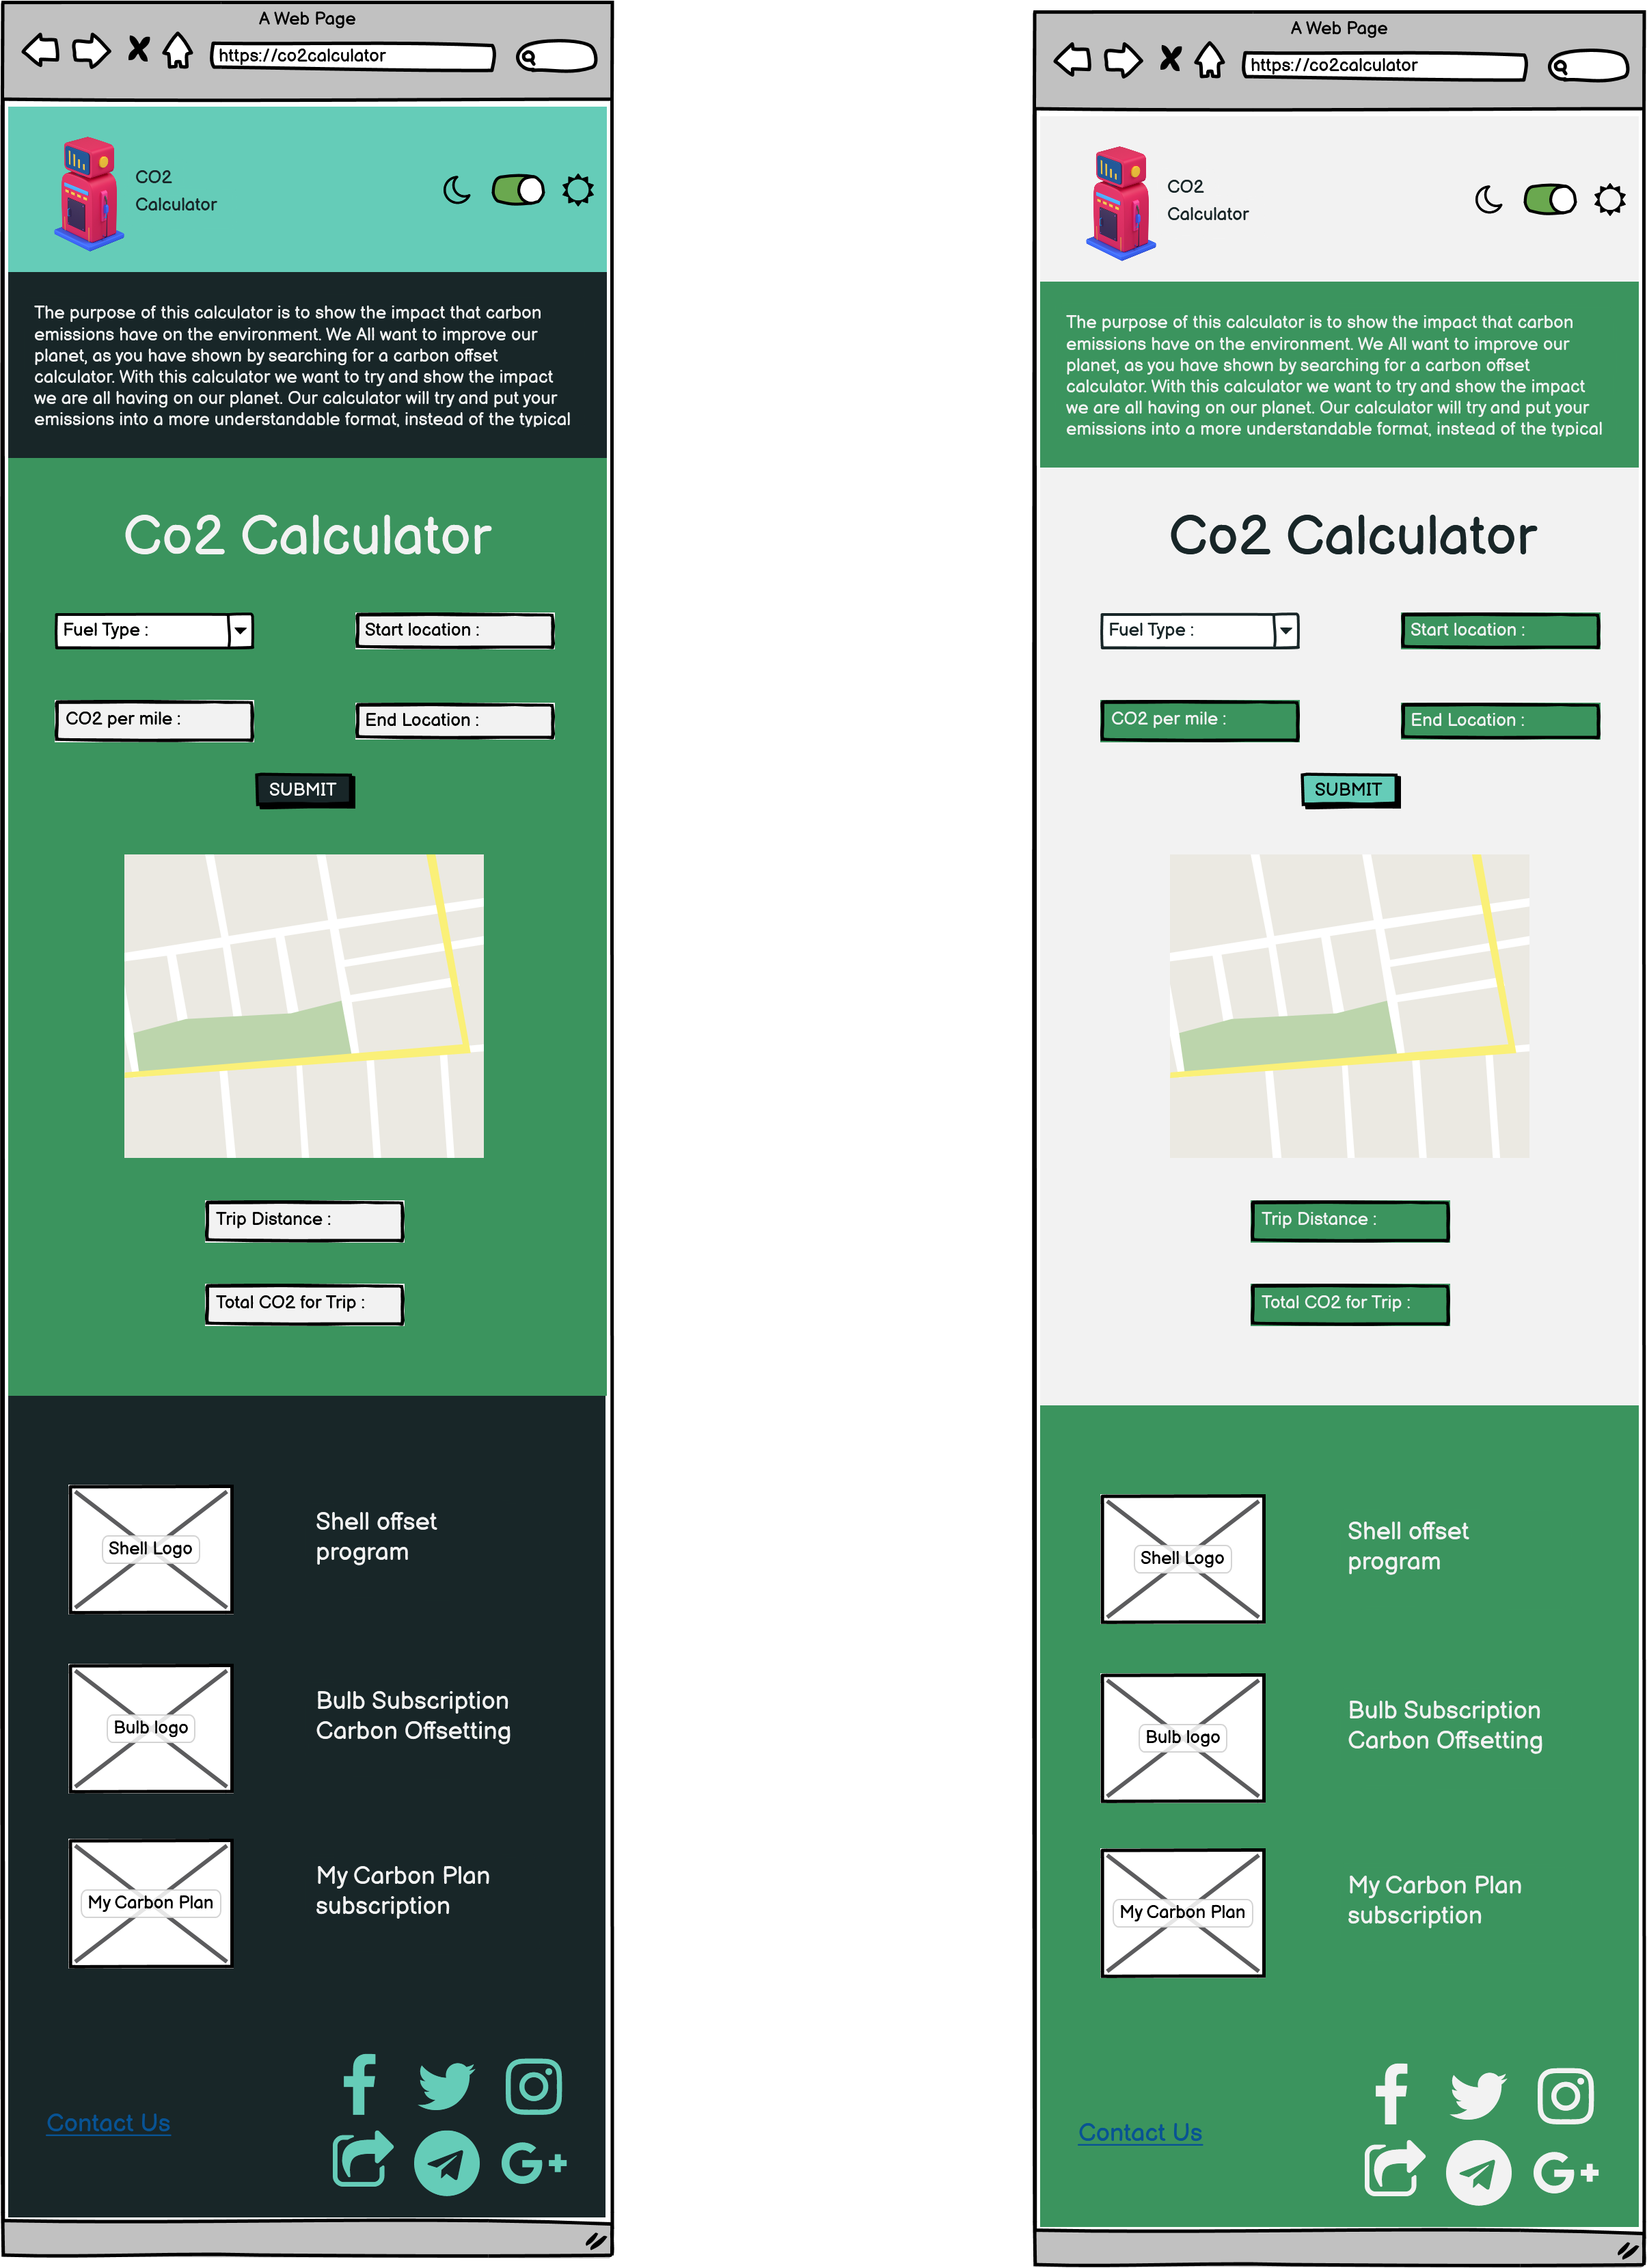 A Web Page
https://co2calculator
CO2
Calculator
The purpose of this calculator is to show the impact that carbon
emissions have on the environment. We All want to improve our
planet, as you have shown by searching for a carbon offset
calculator. With this calculator we want to try and show the impact
we are all having on our planet. Our calculator will try and put your
emissions into a more understandable format, instead of the typical
Co2 Calculator
Fuel Type :
Start location :
CO2 per mile :
End Location :
SUBMIT
Trip Distance :
Total CO2 for Trip :
Shell Logo
Shell offset
program
Bulb logo
Bulb Subscription
Carbon Offsetting
My Carbon Plan
My Carbon Plan
subscription
Contact Us
G+
A Web Page
https://co2calculator
CO2
Calculator
The purpose of this calculator is to show the impact that carbon
emissions have on the environment. We All want to improve our
planet, as you have shown by searching for a carbon offset
calculator. With this calculator we want to try and show the impact
we are all having on our planet. Our calculator will try and put your
emissions into a more understandable format, instead of the typical
Co2 Calculator
Fuel Type :
Start location :
CO2 per mile :
End Location :
SUBMIT
Trip Distance :
Total CO2 for Trip :
Shell Logo
Shell offset
program
Bulb logo
Bulb Subscription
Carbon Offsetting
My Carbon Plan
My Carbon Plan
subscription
Contact Us
G+